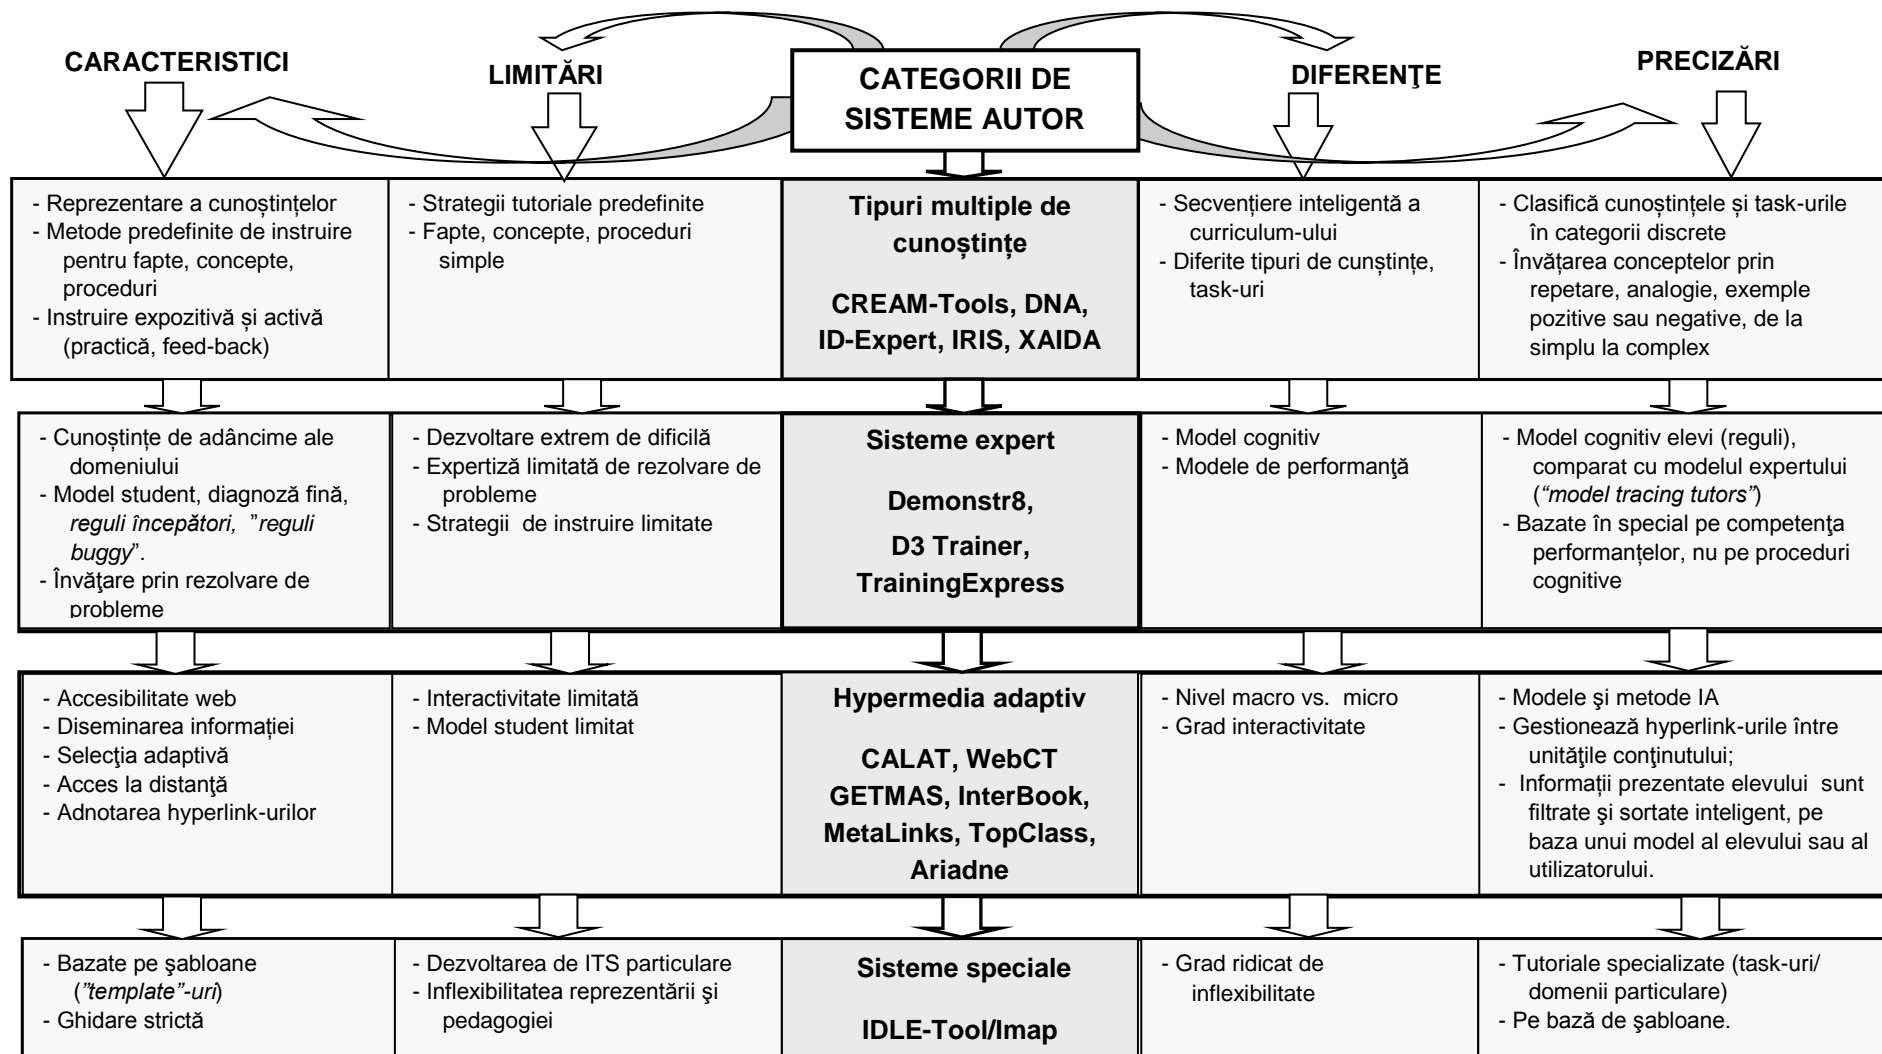 CARACTERISTICI
LIMITĂRI
CATEGORII DE
SISTEME AUTOR
DIFERENŢE
PRECIZĂRI
- Reprezentare a cunoștințelor
- Metode predefinite de instruire
pentru fapte, concepte,
proceduri
- Instruire expozitivă și activă
(practică, feed-back)
- Strategii tutoriale predefinite
- Fapte, concepte, proceduri
simple
Tipuri multiple de
cunoștințe
CREAM-Tools, DNA,
ID-Expert, IRIS, XAIDA
- Secvențiere inteligentă a
curriculum-ului
- Diferite tipuri de cunștințe,
task-uri
- Clasifică cunoștințele și task-urile
în categorii discrete
- Învățarea conceptelor prin
repetare, analogie, exemple
pozitive sau negative, de la
simplu la complex
- Cunoștințe de adâncime ale
domeniului
- Model student, diagnoză fină,
reguli începători, ”reguli
buggy”.
- Învăţare prin rezolvare de
probleme
- Dezvoltare extrem de dificilă
- Expertiză limitată de rezolvare de
probleme
- Strategii de instruire limitate
Sisteme expert
Demonstr8,
D3 Trainer,
TrainingExpress
- Model cognitiv
- Modele de performanţă
- Model cognitiv elevi (reguli),
comparat cu modelul expertului
(“model tracing tutors”)
- Bazate în special pe competenţa
performanțelor, nu pe proceduri
cognitive
- Accesibilitate web
- Diseminarea informației
- Selecţia adaptivă
- Acces la distanţă
- Adnotarea hyperlink-urilor
- Interactivitate limitată
- Model student limitat
Hypermedia adaptiv
CALAT, WebCT
GETMAS, InterBook,
MetaLinks, TopClass,
Ariadne
- Nivel macro vs. micro
- Grad interactivitate
- Modele şi metode IA
- Gestionează hyperlink-urile între
unităţile conţinutului;
- Informații prezentate elevului sunt
filtrate şi sortate inteligent, pe
baza unui model al elevului sau al
utilizatorului.
- Bazate pe şabloane
(”template”-uri)
- Ghidare strictă
- Dezvoltarea de ITS particulare
- Inflexibilitatea reprezentării şi
pedagogiei
Sisteme speciale
IDLE-Tool/Imap
- Grad ridicat de
inflexibilitate
- Tutoriale specializate (task-uri/
domenii particulare)
- Pe bază de şabloane.